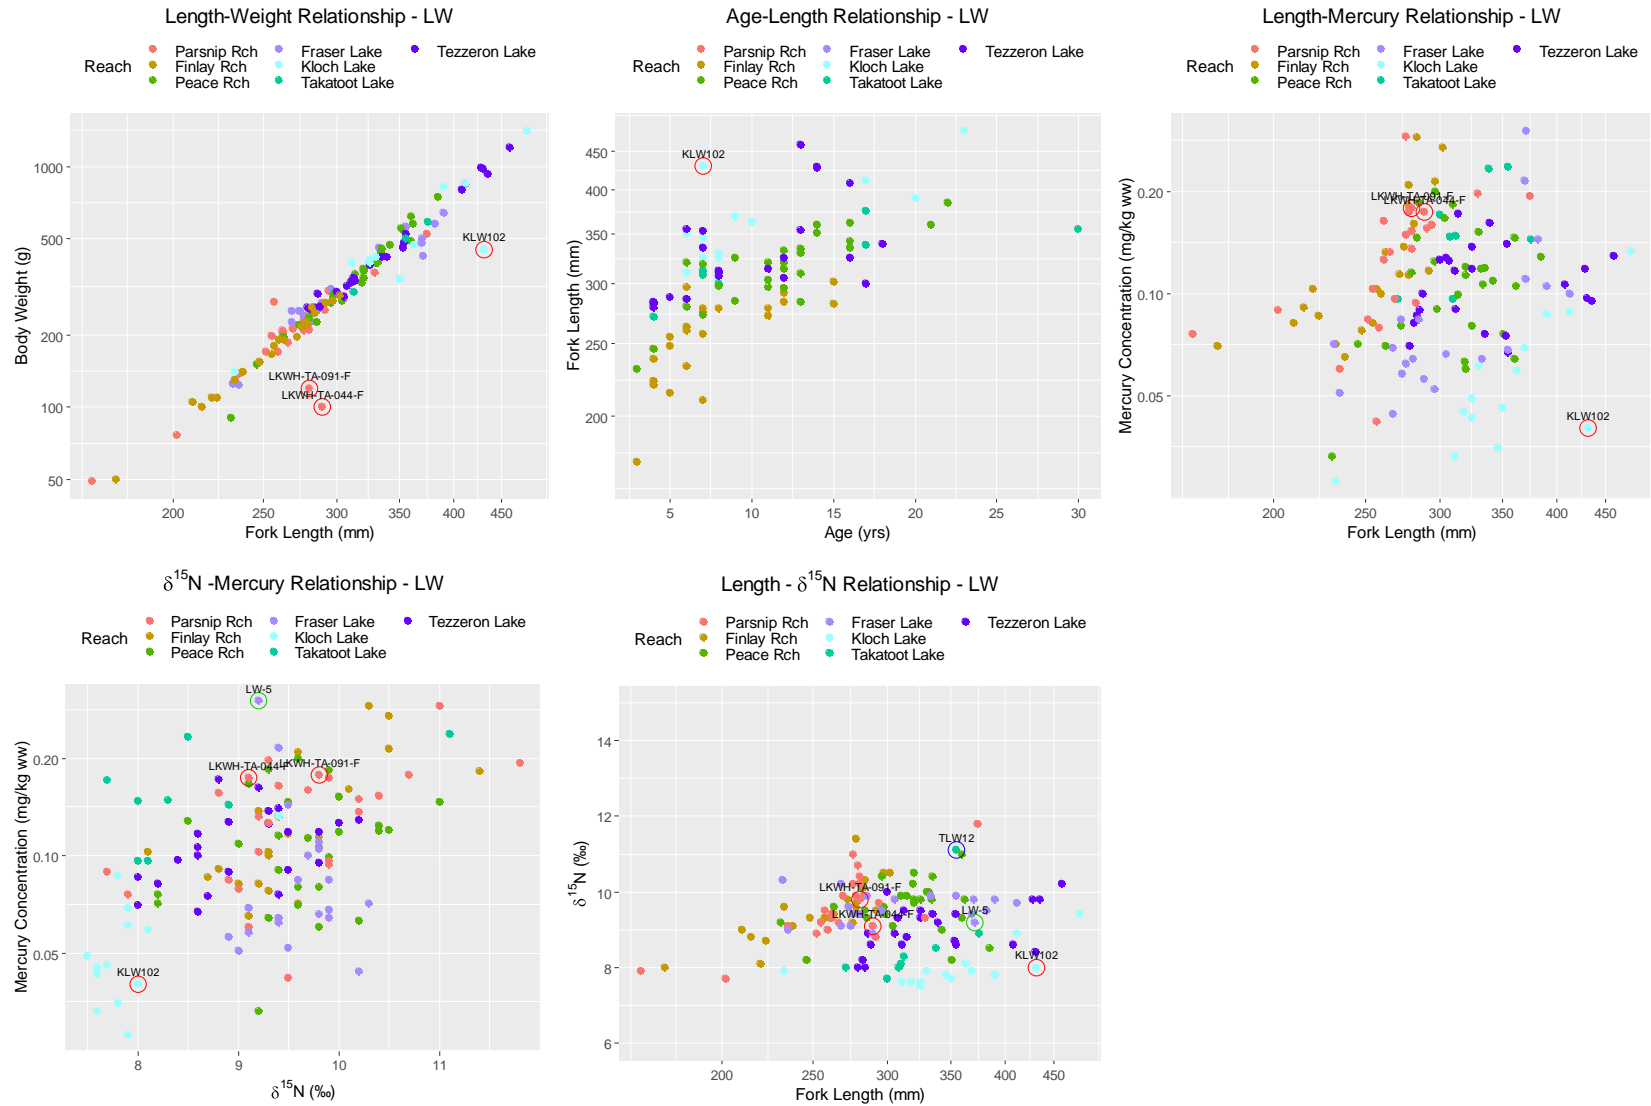 Length-Weight Relationship - LW
Reach
Parsnip Rch
Finlay Rch
Peace Rch
Fraser Lake
Kloch Lake
Takatoot Lake
Tezzeron Lake
Body Weight (g)
1000
500
200
100
50
KLW102
LKWH-TA-091-F
LKWH-TA-044-F
200 250 300 350 400 450
Fork Length (mm)
Age-Length Relationship - LW
Reach
Parsnip Rch
Finlay Rch
Peace Rch
Fraser Lake
Kloch Lake
Takatoot Lake
Tezzeron Lake
Fork Length (mm)
450
400
350
300
250
200
KLW102
5 10 15 20 25 30
Age (yrs)
Length-Mercury Relationship - LW
Reach
Parsnip Rch
Finlay Rch
Peace Rch
Fraser Lake
Kloch Lake
Takatoot Lake
Tezzeron Lake
Mercury Concentration (mg/kg ww)
0.20
0.10
0.05
LKWH-TA-091-F
LKWH-TA-044-F
KLW102
200 250 300 350 400 450
Fork Length (mm)
δ15N -Mercury Relationship - LW
Reach
Parsnip Rch
Finlay Rch
Peace Rch
Fraser Lake
Kloch Lake
Takatoot Lake
Tezzeron Lake
Mercury Concentration (mg/kg ww)
0.20
0.10
0.05
LW-5
LKWH-TA-044-F
LKWH-TA-091-F
KLW102
8 9 10 11
δ15N (‰)
Length - δ15N Relationship - LW
Reach
Parsnip Rch
Finlay Rch
Peace Rch
Fraser Lake
Kloch Lake
Takatoot Lake
Tezzeron Lake
δ15N (‰)
14
12
10
8
6
TLW12
LKWH-TA-091-F
LKWH-TA-044-F
LW-5
KLW102
200 250 300 350 400 450
Fork Length (mm)